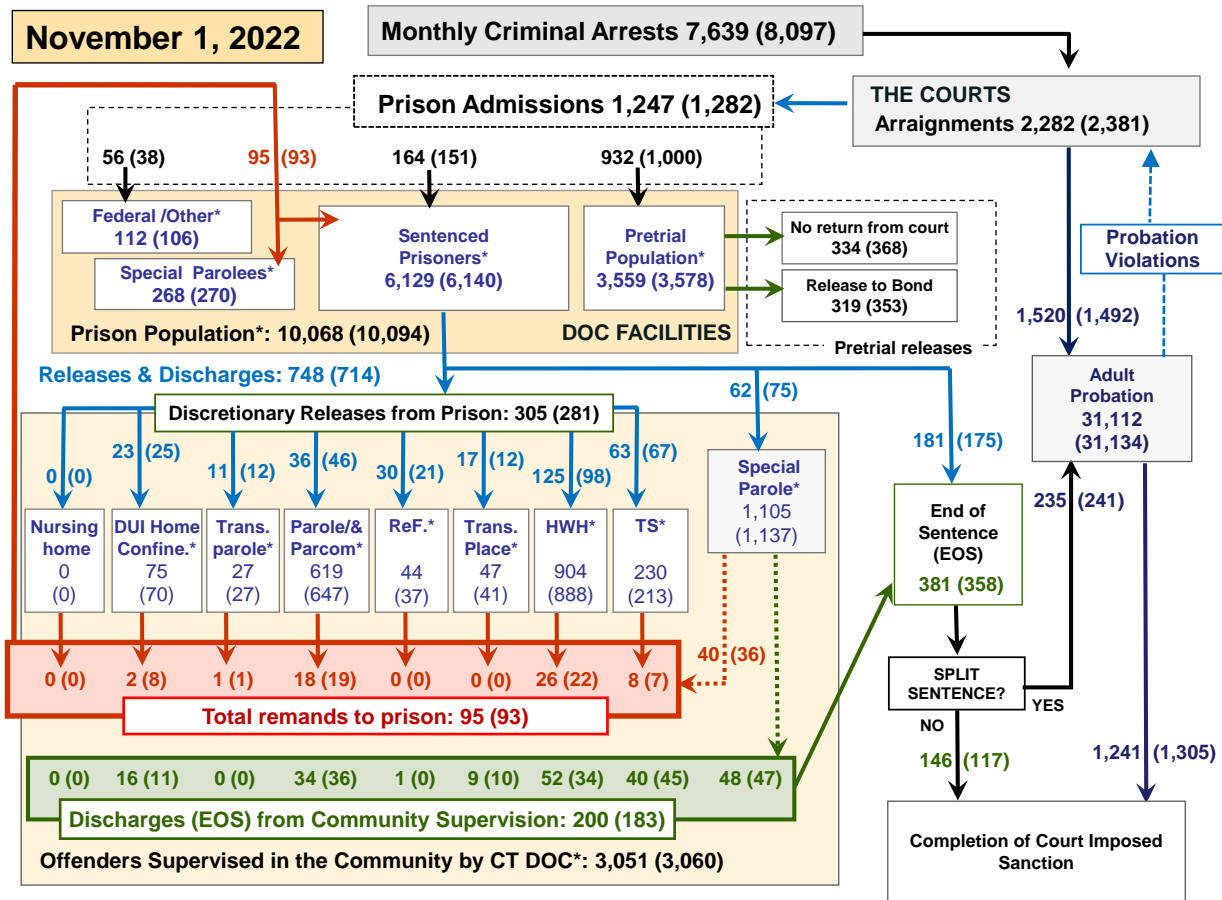 November 1, 2022
Monthly Criminal Arrests 7,639 (8,097)
Prison Admissions 1,247 (1,282)
THE COURTS
Arraignments 2,282 (2,381)
56 (38)
95 (93)
164 (151)
932 (1,000)
Federal /Other*
112 (106)
Special Parolees*
268 (270)
Sentenced
Prisoners*
6,129 (6,140)
Pretrial
Population*
3,559 (3,578)
No return from court
334 (368)
Release to Bond
319 (353)
Pretrial releases
Probation
Violations
Prison Population*: 10,068 (10,094)
DOC FACILITIES
1,520 (1,492)
Releases & Discharges: 748 (714)
Adult
Probation
31,112
(31,134)
Discretionary Releases from Prison: 305 (281)
62 (75)
181 (175)
0 (0)
23 (25)
11 (12)
36 (46)
30 (21)
17 (12)
125 (98)
63 (67)
235 (241)
Nursing
home
0
(0)
DUI Home
Confine.*
75
(70)
Trans.
parole*
27
(27)
Parole/&
Parcom*
619
(647)
ReF.*
44
(37)
Trans.
Place*
47
(41)
HWH*
904
(888)
TS*
230
(213)
Special
Parole*
1,105
(1,137)
End of
Sentence
(EOS)
381 (358)
40 (36)
0 (0)
2 (8)
1 (1)
18 (19)
0 (0)
0 (0)
26 (22)
8 (7)
Total remands to prison: 95 (93)
SPLIT
SENTENCE?
YES
NO
146 (117)
1,241 (1,305)
0 (0)
16 (11)
0 (0)
34 (36)
1 (0)
9 (10)
52 (34)
40 (45)
48 (47)
Discharges (EOS) from Community Supervision: 200 (183)
Offenders Supervised in the Community by CT DOC*: 3,051 (3,060)
Completion of Court Imposed
Sanction